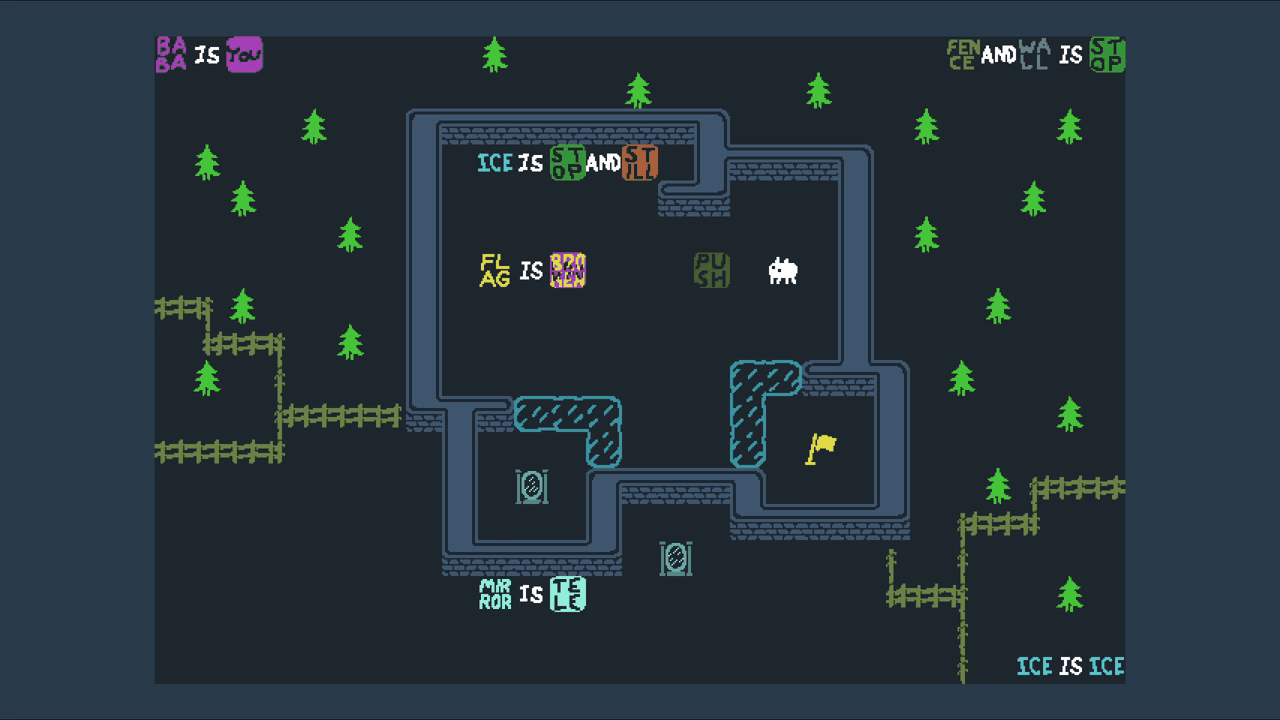 BABA IS YOU
FENCE AND WALL IS STOP
ICE IS STOP AND STILL
FLAG IS
PUSH
MIRROR IS TELE
ICE IS ICE